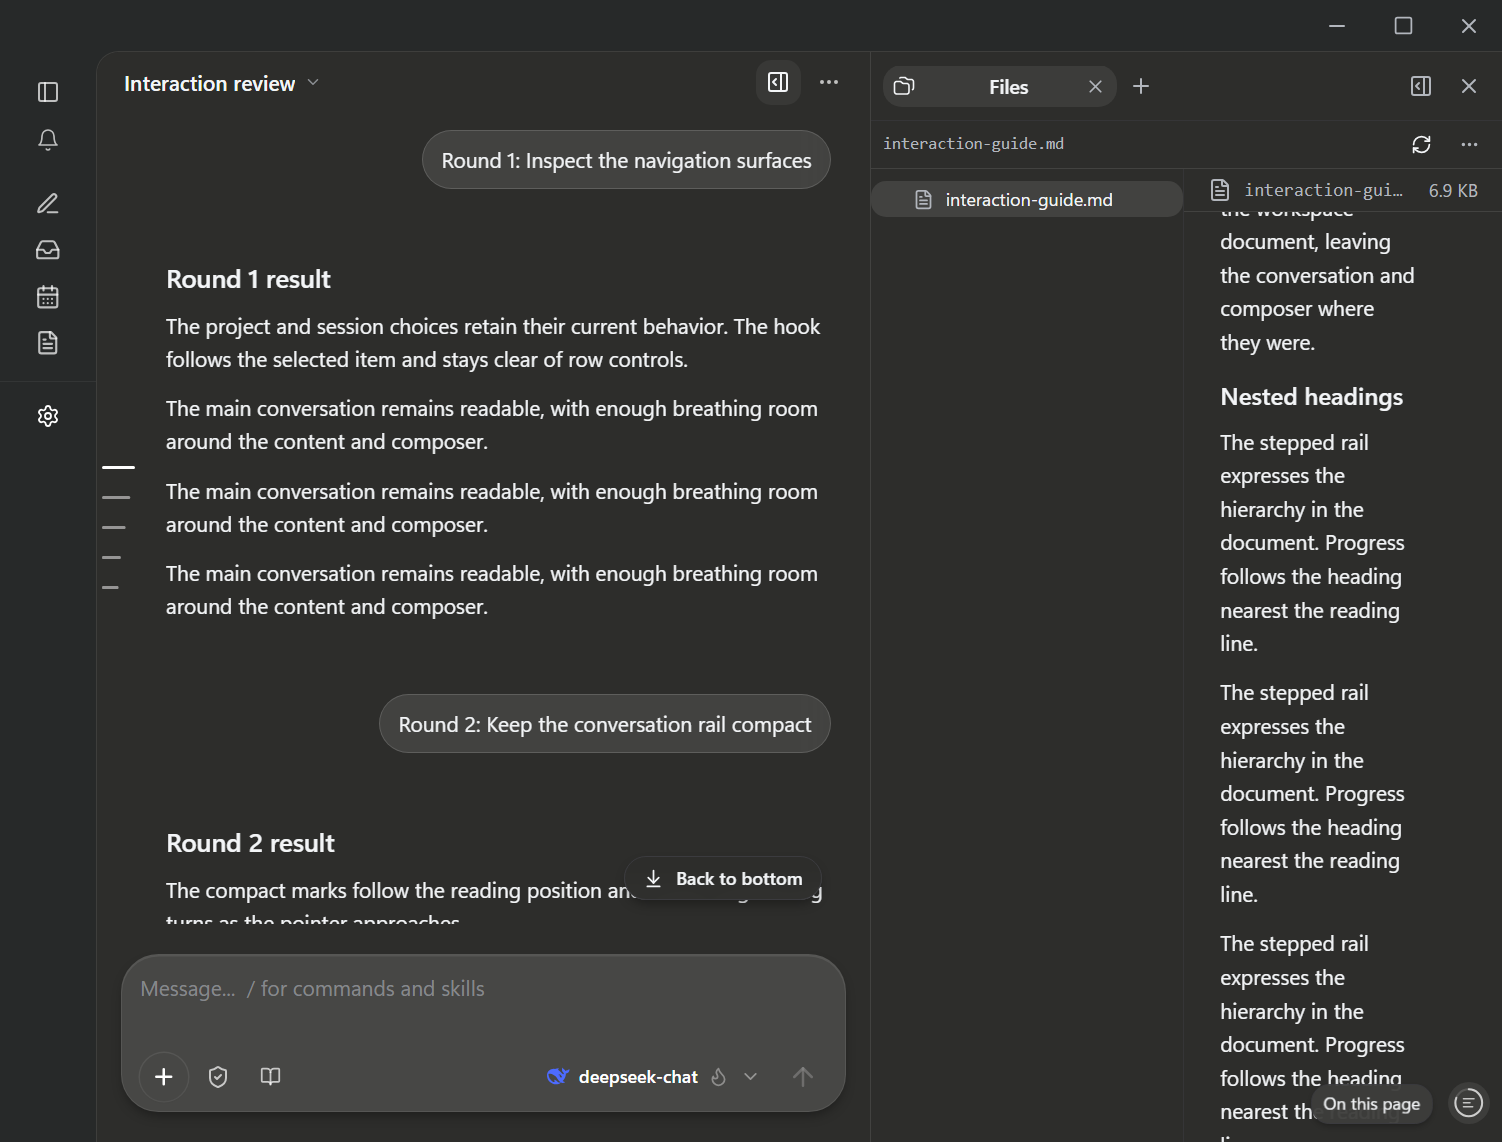 Interaction review
Round 1: Inspect the navigation surfaces
Round 1 result
The project and session choices retain their current behavior. The hook
follows the selected item and stays clear of row controls.
The main conversation remains readable, with enough breathing room
around the content and composer.
The main conversation remains readable, with enough breathing room
around the content and composer.
The main conversation remains readable, with enough breathing room
around the content and composer.
Round 2: Keep the conversation rail compact
Round 2 result
The compact marks follow the reading position
Back to bottom
turns as the pointer approaches
Message... / for commands and skills
deepseek-chat
Files
interaction-guide.md
interaction-guide.md
interaction-gui... 6.9 KB
the workspace
document, leaving
the conversation and
composer where
they were.
Nested headings
The stepped rail
expresses the
hierarchy in the
document. Progress
follows the heading
nearest the reading
line.
The stepped rail
expresses the
hierarchy in the
document. Progress
follows the heading
nearest the reading
line.
The stepped rail
expresses the
hierarchy in the
document. Progress
follows the heading
nearest
On this page